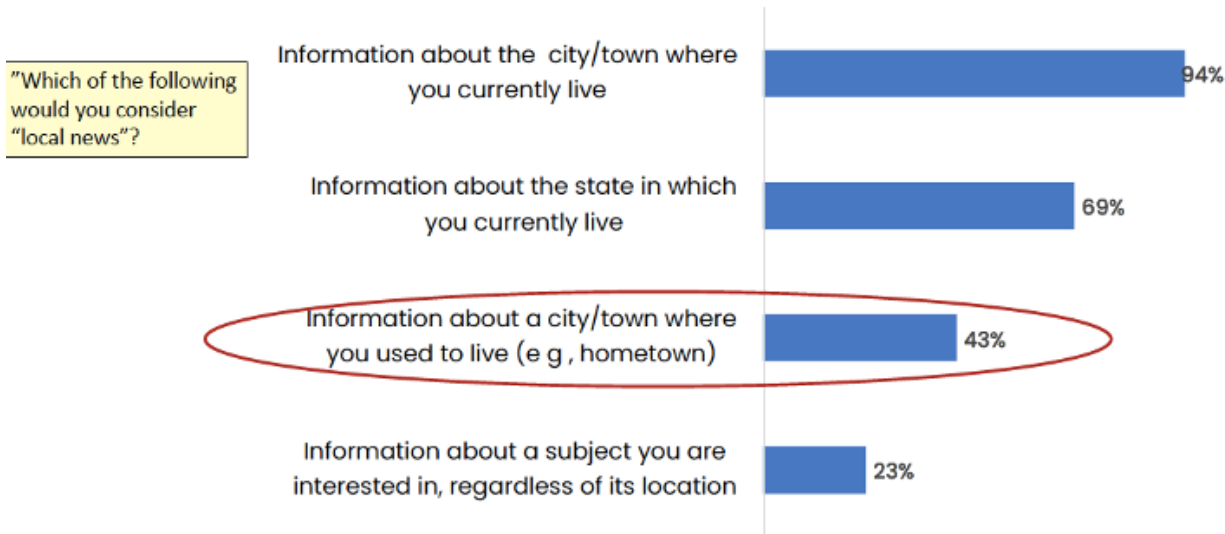 ”Which of the following
would you consider
“local news”?
Information about the city/town where
you currently live
94%
Information about the state in which
you currently live
69%
Information about a city/town where
you used to live (e g , hometown)
43%
Information about a subject you are
interested in, regardless of its location
23%